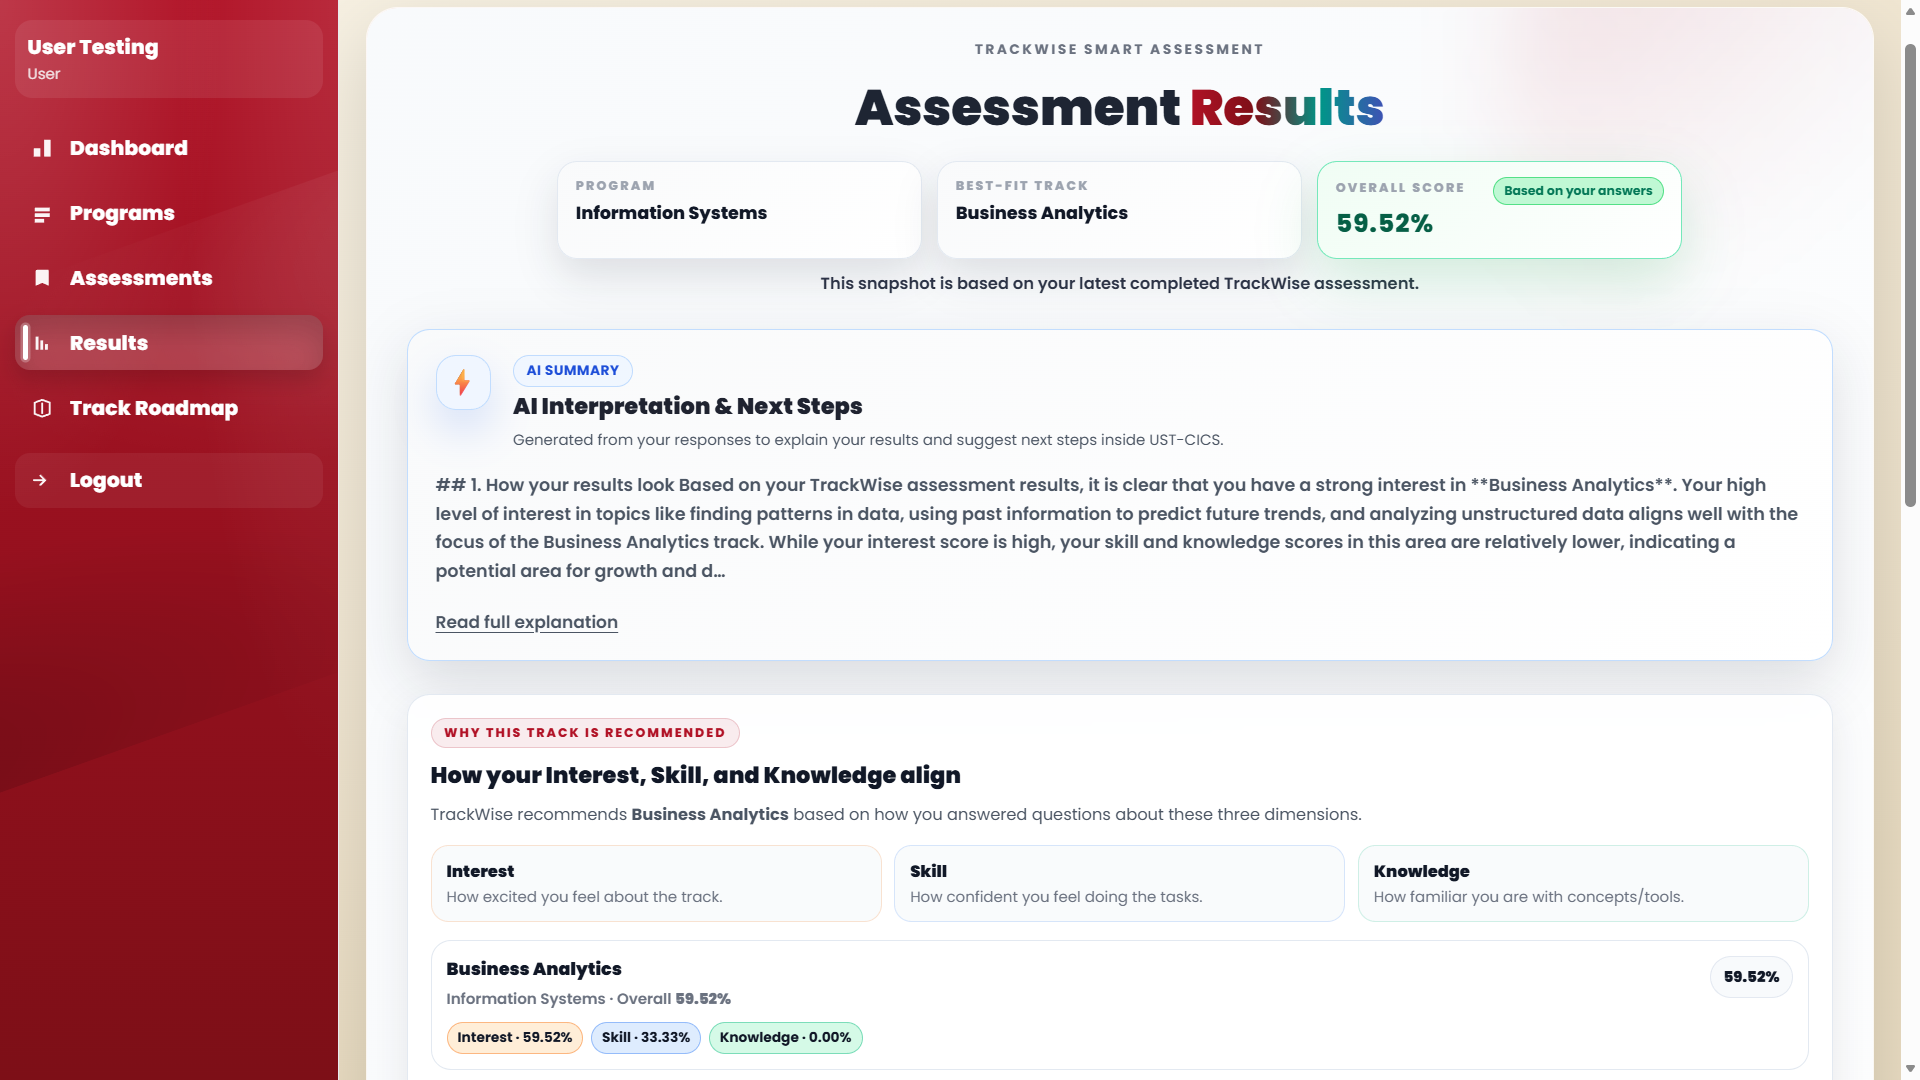 User Testing
User
Dashboard
Programs
Assessments
Results
Track Roadmap
Logout
TRACKWISE SMART ASSESSMENT
Assessment Results
PROGRAM
Information Systems
BEST-FIT TRACK
Business Analytics
OVERALL SCORE
Based on your answers
59.52%
This snapshot is based on your latest completed TrackWise assessment.
AI SUMMARY
AI Interpretation & Next Steps
Generated from your responses to explain your results and suggest next steps inside UST-CICS.
## 1. How your results look Based on your TrackWise assessment results, it is clear that you have a strong interest in **Business Analytics**. Your high
level of interest in topics like finding patterns in data, using past information to predict future trends, and analyzing unstructured data aligns well with the
focus of the Business Analytics track. While your interest score is high, your skill and knowledge scores in this area are relatively lower, indicating a
potential area for growth and d...
Read full explanation
WHY THIS TRACK IS RECOMMENDED
How your Interest, Skill, and Knowledge align
TrackWise recommends Business Analytics based on how you answered questions about these three dimensions.
Interest
How excited you feel about the track.
Skill
How confident you feel doing the tasks.
Knowledge
How familiar you are with concepts/tools.
Business Analytics
Information Systems · Overall 59.52%
59.52%
Interest · 59.52%
Skill · 33.33%
Knowledge · 0.00%